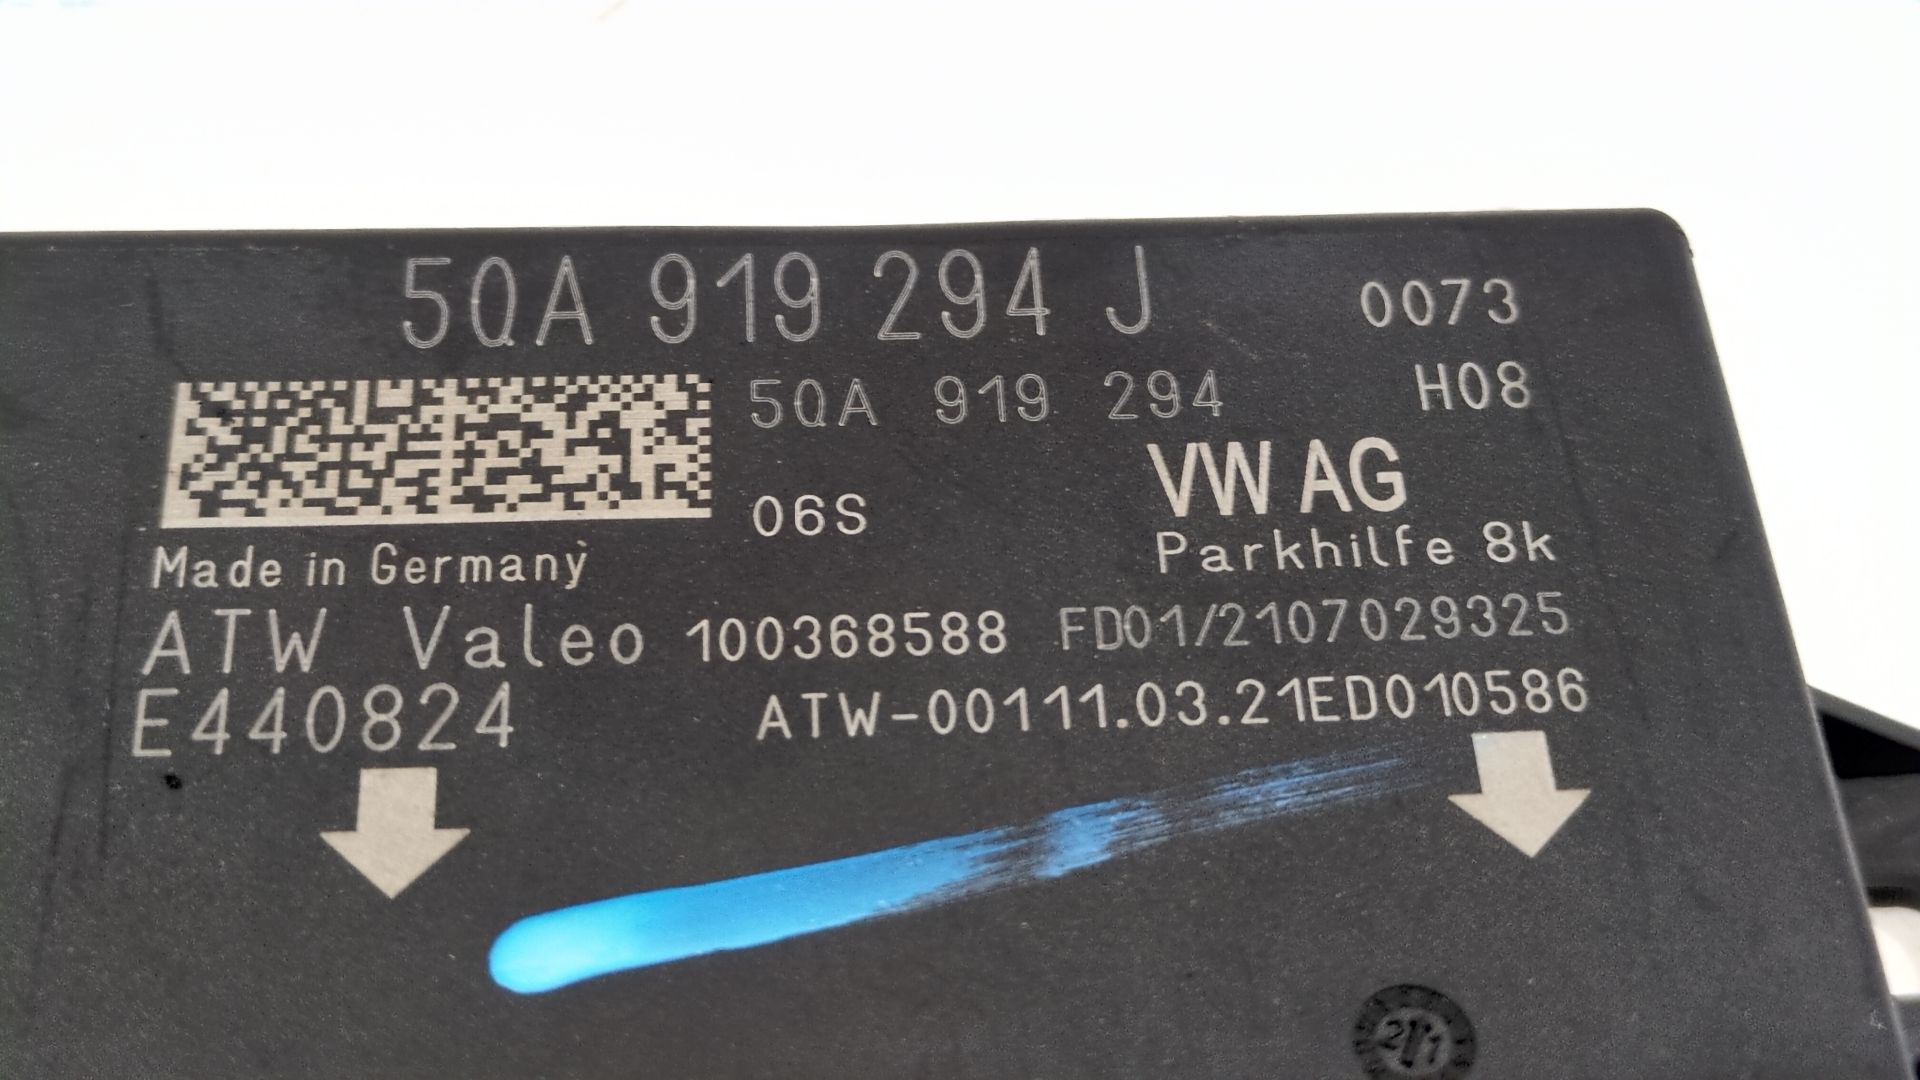 5QA 919 294 J 0073
5QA 919 294 H08
06S VW AG
Parkhilfe 8k
Made in Germany
ATW Valeo 100368588 FD01/2107029325
E440824 ATW-00111.03.21ED010586